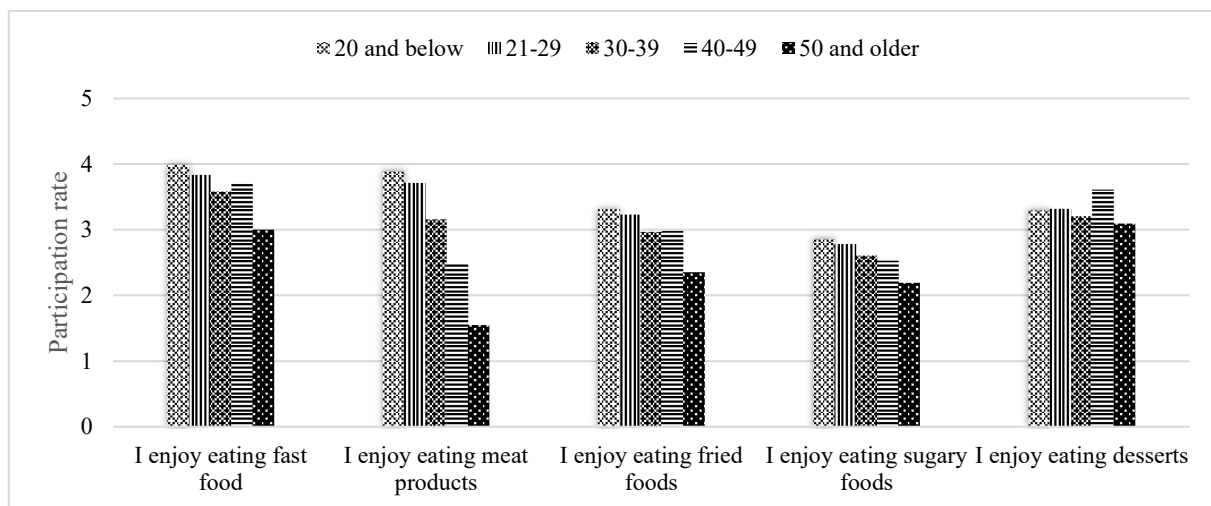 20 and below 21-29 30-39 40-49 50 and older
5
4
3
2
1
0
Participation rate
I enjoy eating fast food
I enjoy eating meat products
I enjoy eating fried foods
I enjoy eating sugary foods
I enjoy eating desserts